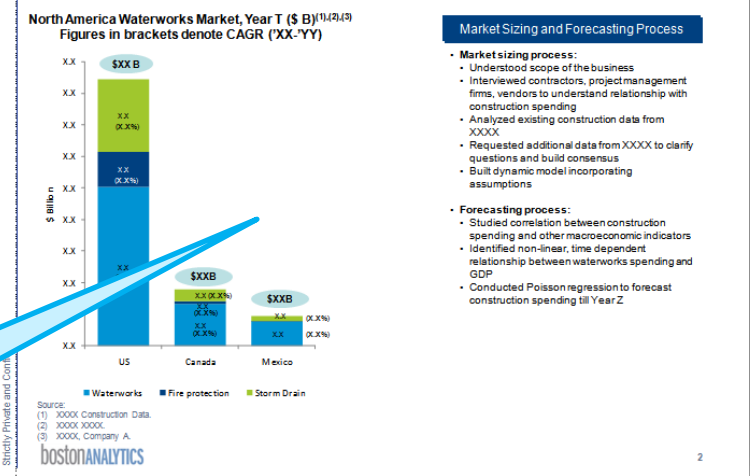 North America Waterworks Market, Year T ($ B)(1),(2),(3)
Figures in brackets denote CAGR ('XX-'YY)
X.X
X.X
X.X
X.X
X.X
X.X
X.X
X.X
X.X
$ Billion
$XX B
X.X
(X.X%)
X.X
(X.X%)
X.X
$XXB
X.X (X.X%)
X.X
(X.X%)
X.X
(X.X%)
$XXB
X.X
(X.X%)
X.X
(X.X%)
US
Canada
Mexico
Waterworks
Fire protection
Storm Drain
Source:
(1) XXXX Construction Data.
(2) XXXX XXXX.
(3) XXXX, Company A.
bostonANALYTICS
Strictly Private and
Market Sizing and Forecasting Process
• Market sizing process:
• Understood scope of the business
• Interviewed contractors, project management
firms, vendors to understand relationship with
construction spending
• Analyzed existing construction data from
XXXX
• Requested additional data from XXXX to clarify
questions and build consensus
• Built dynamic model incorporating
assumptions
• Forecasting process:
• Studied correlation between construction
spending and other macroeconomic indicators
• Identified non-linear, time dependent
relationship between waterworks spending and
GDP
• Conducted Poisson regression to forecast
construction spending till Year Z
2